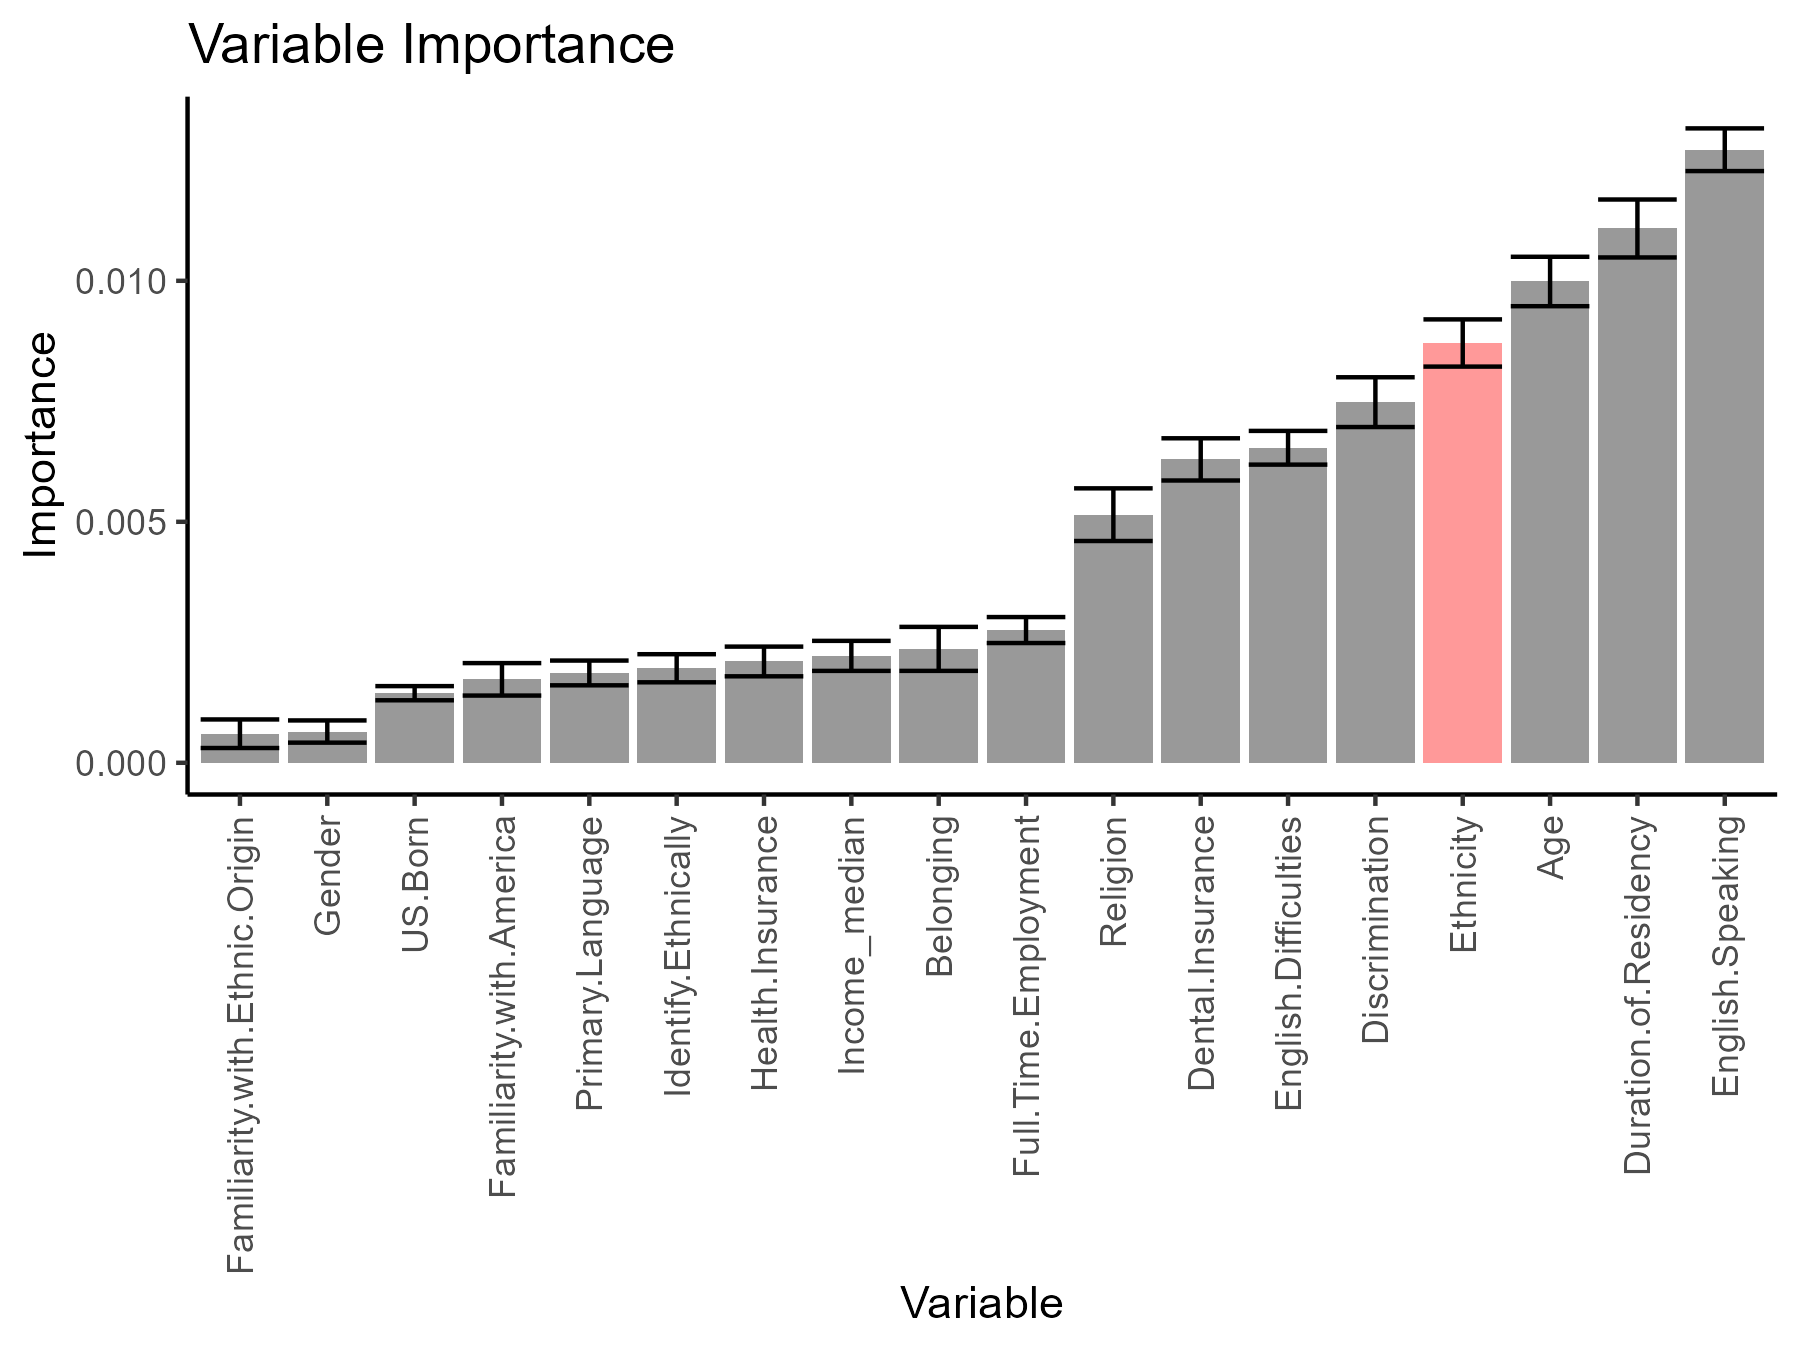 Variable Importance
Importance
0.010
0.005
0.000
Familiarity.with.Ethnic.Origin
Gender
US.Born
Familiarity.with.America
Primary.Language
Identify.Ethnically
Health.Insurance
Income_median
Belonging
Full.Time.Employment
Religion
Dental.Insurance
English.Difficulties
Discrimination
Ethnicity
Age
Duration.of.Residency
English.Speaking
Variable